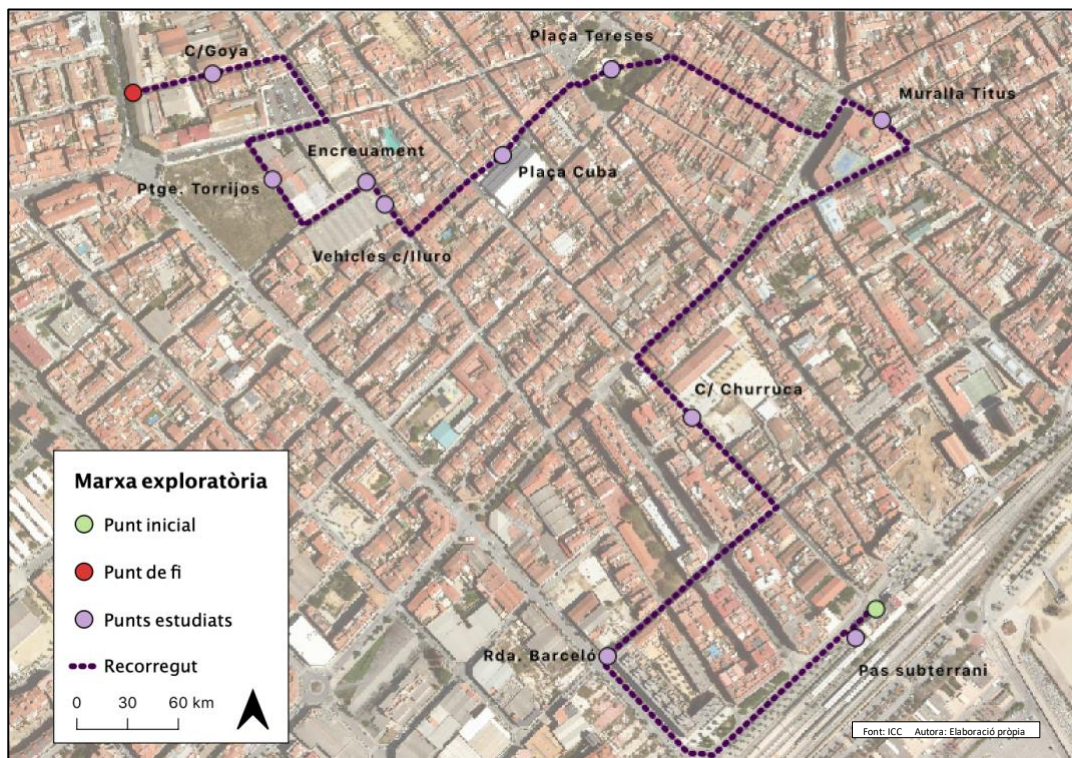 C/Goya
Plaça Tereses
Muralla Titus
Encreuament
Plaça Cuba
Ptge. Torrijos
Vehicles c/lluro
C/ Churruca
Rda. Barceló
Pas subterrani
Marxa exploratòria
Punt inicial
Punt de fi
Punts estudiats
Recorregut
0 30 60 km
Font: ICC Autora: Elaboració pròpia